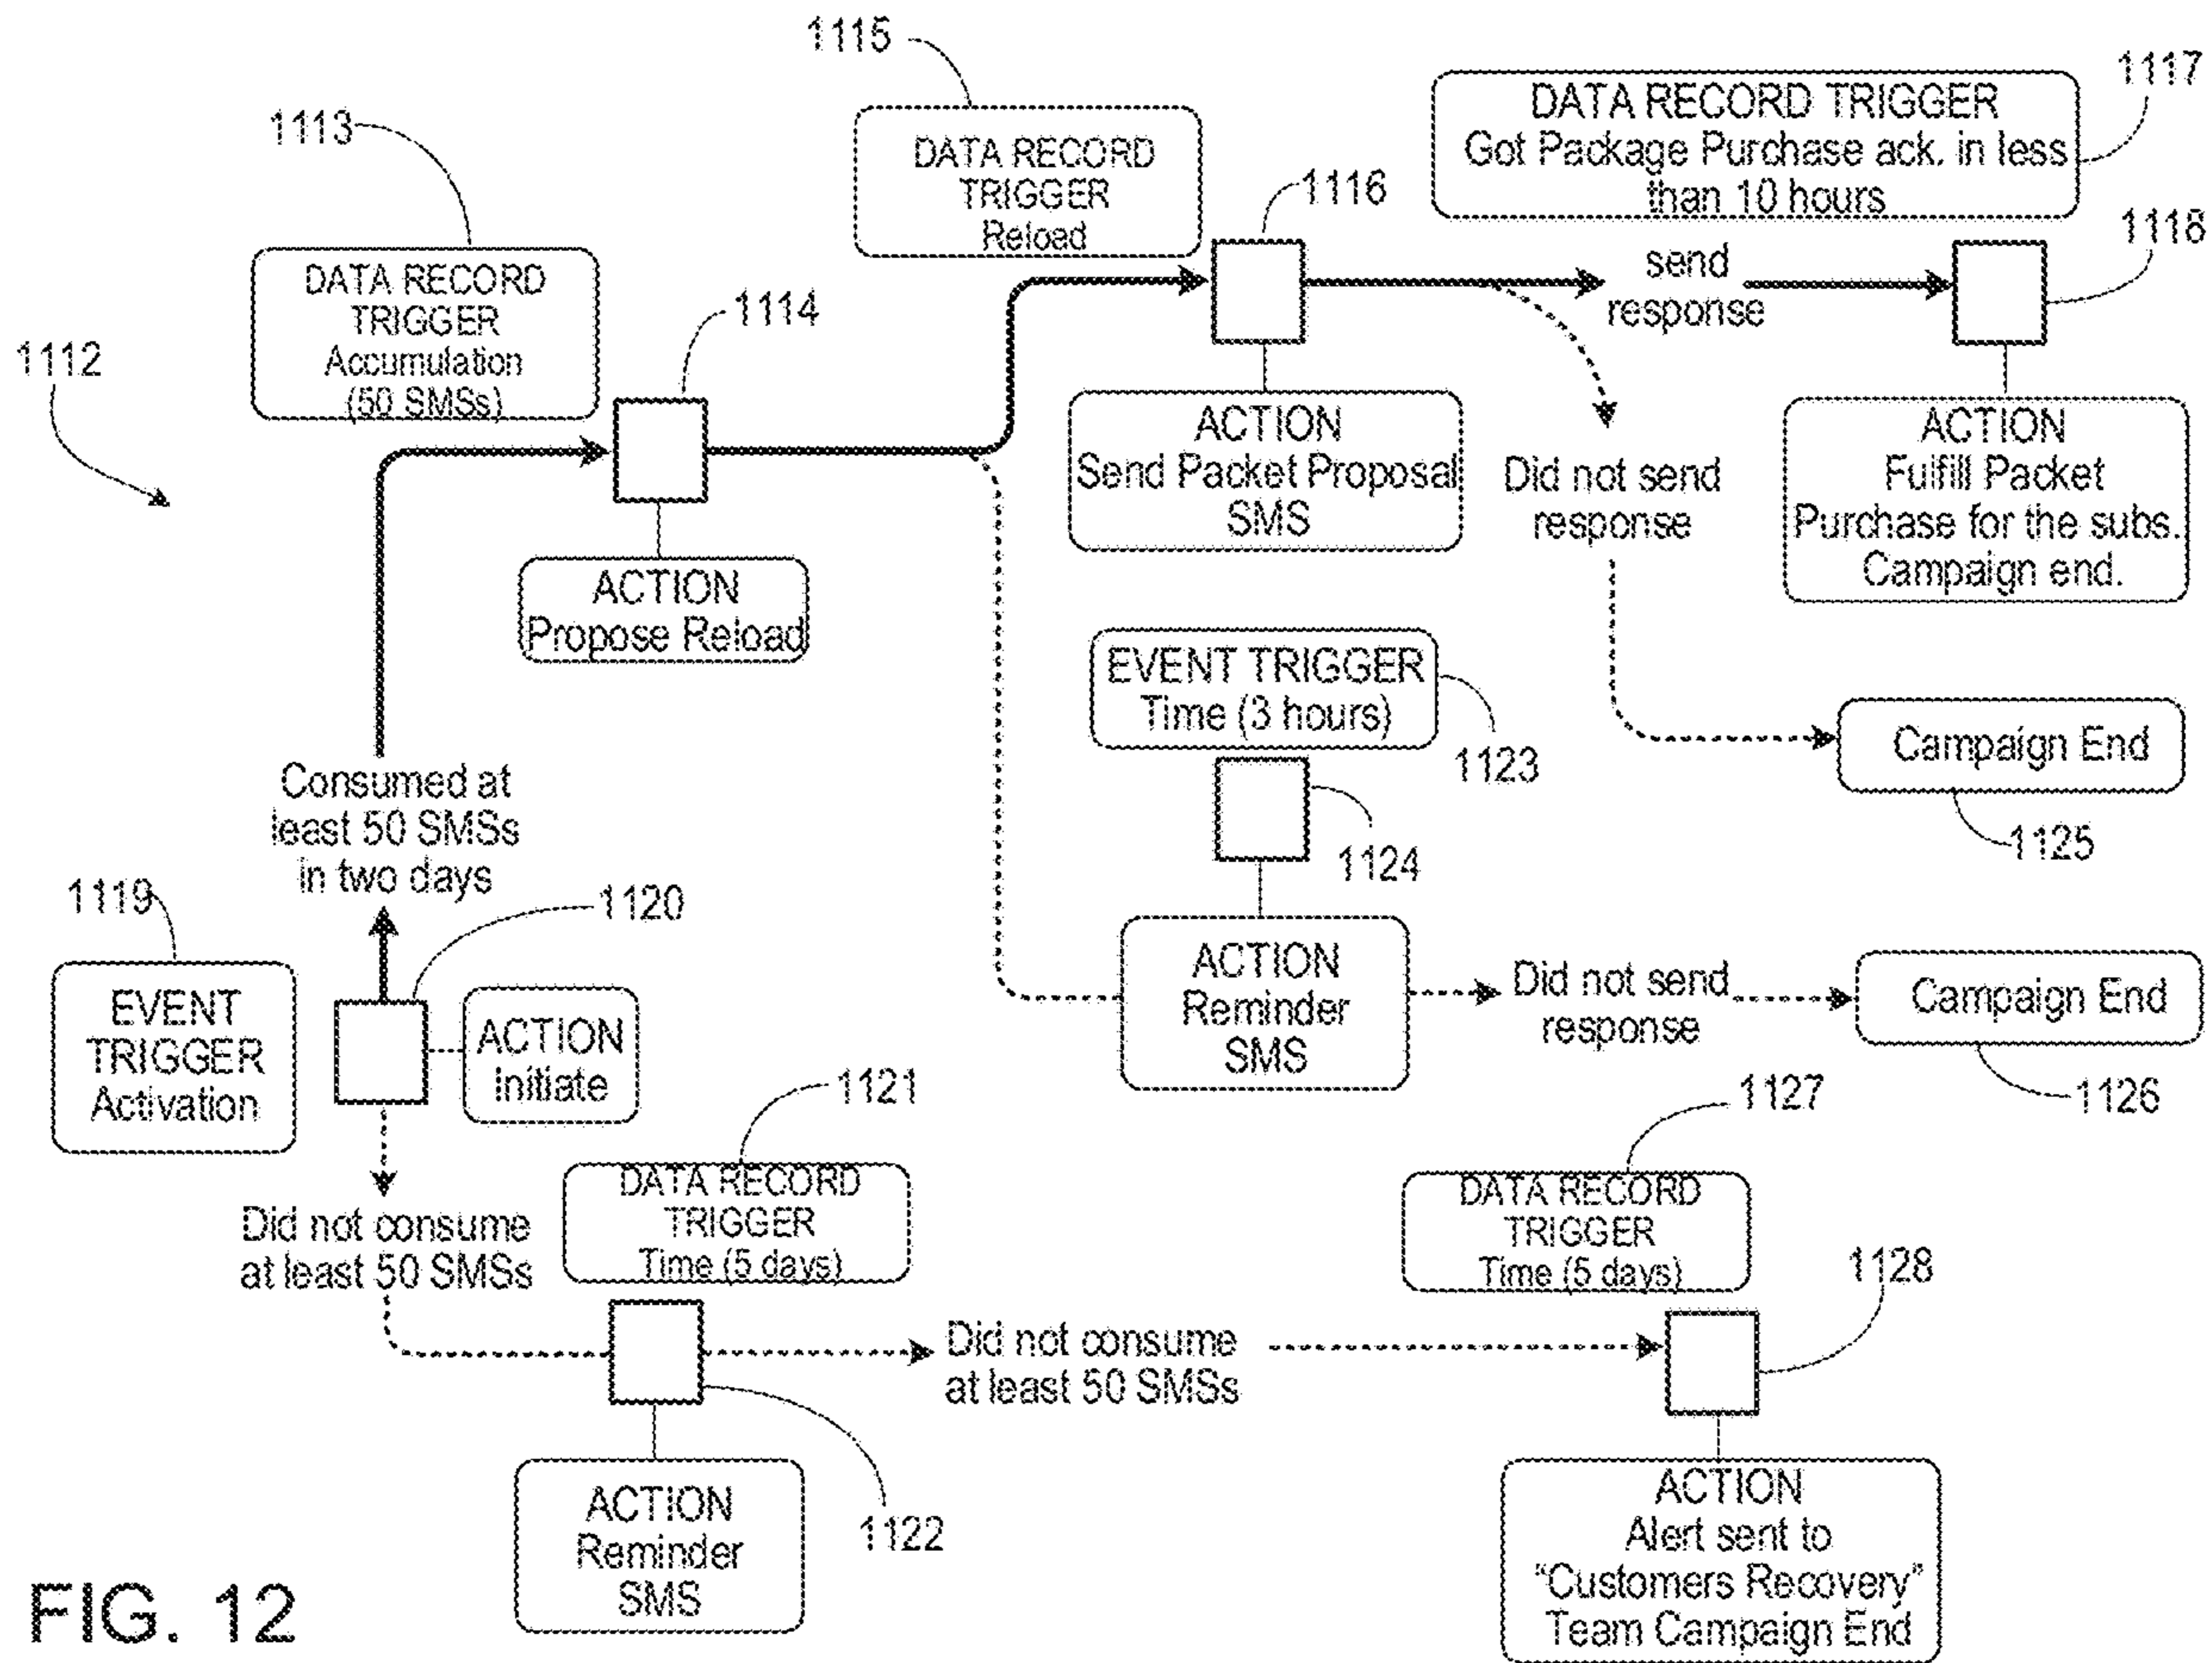 1115
1117
1113
DATA RECORD TRIGGER
Got Package Purchase ack. in less
than 10 hours
DATA RECORD
TRIGGER
Reload
1116
1118
DATA RECORD
TRIGGER
Accumulation
(50 SMSs)
1114
send
response
1112
ACTION
Send Packet Proposal
SMS
Did not send
response
ACTION
Fulfill Packet
Purchase for the subs.
Campaign end.
ACTION
Propose Reload
EVENT TRIGGER
Time (3 hours)
1123
Campaign End
1125
Consumed at
least 50 SMSs
in two days
1124
1119
1120
EVENT
TRIGGER
Activation
ACTION
Initiate
ACTION
Reminder
SMS
Did not send
response
Campaign End
1126
1121
1127
Did not consume
at least 50 SMSs
DATA RECORD
TRIGGER
Time (5 days)
DATA RECORD
TRIGGER
Time (5 days)
1128
Did not consume
at least 50 SMSs
1122
ACTION
Reminder
SMS
ACTION
Alert sent to
"Customers Recovery"
Team Campaign End
FIG. 12